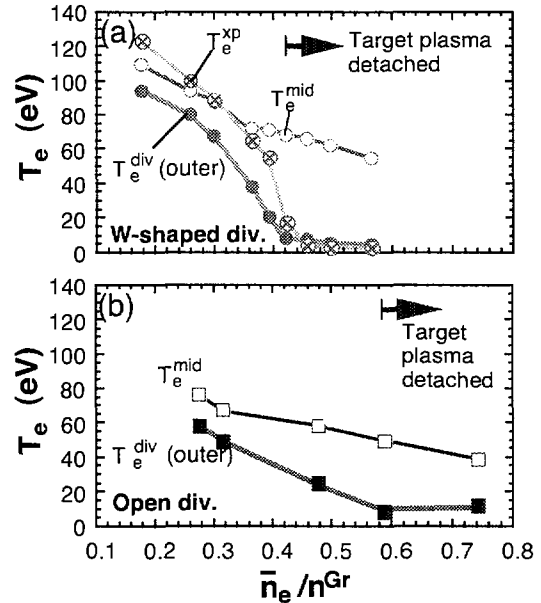 140
(a)
T_e^xp
Target plasma
detached
120
100
T_e^mid
80
T_e (eV)
60
T_e^div (outer)
40
20
W-shaped div.
0
140
(b)
120
Target
plasma
detached
100
T_e^mid
80
T_e (eV)
60
T_e^div (outer)
40
20
Open div.
0
0.1 0.2 0.3 0.4 0.5 0.6 0.7 0.8
n̄_e/n^Gr